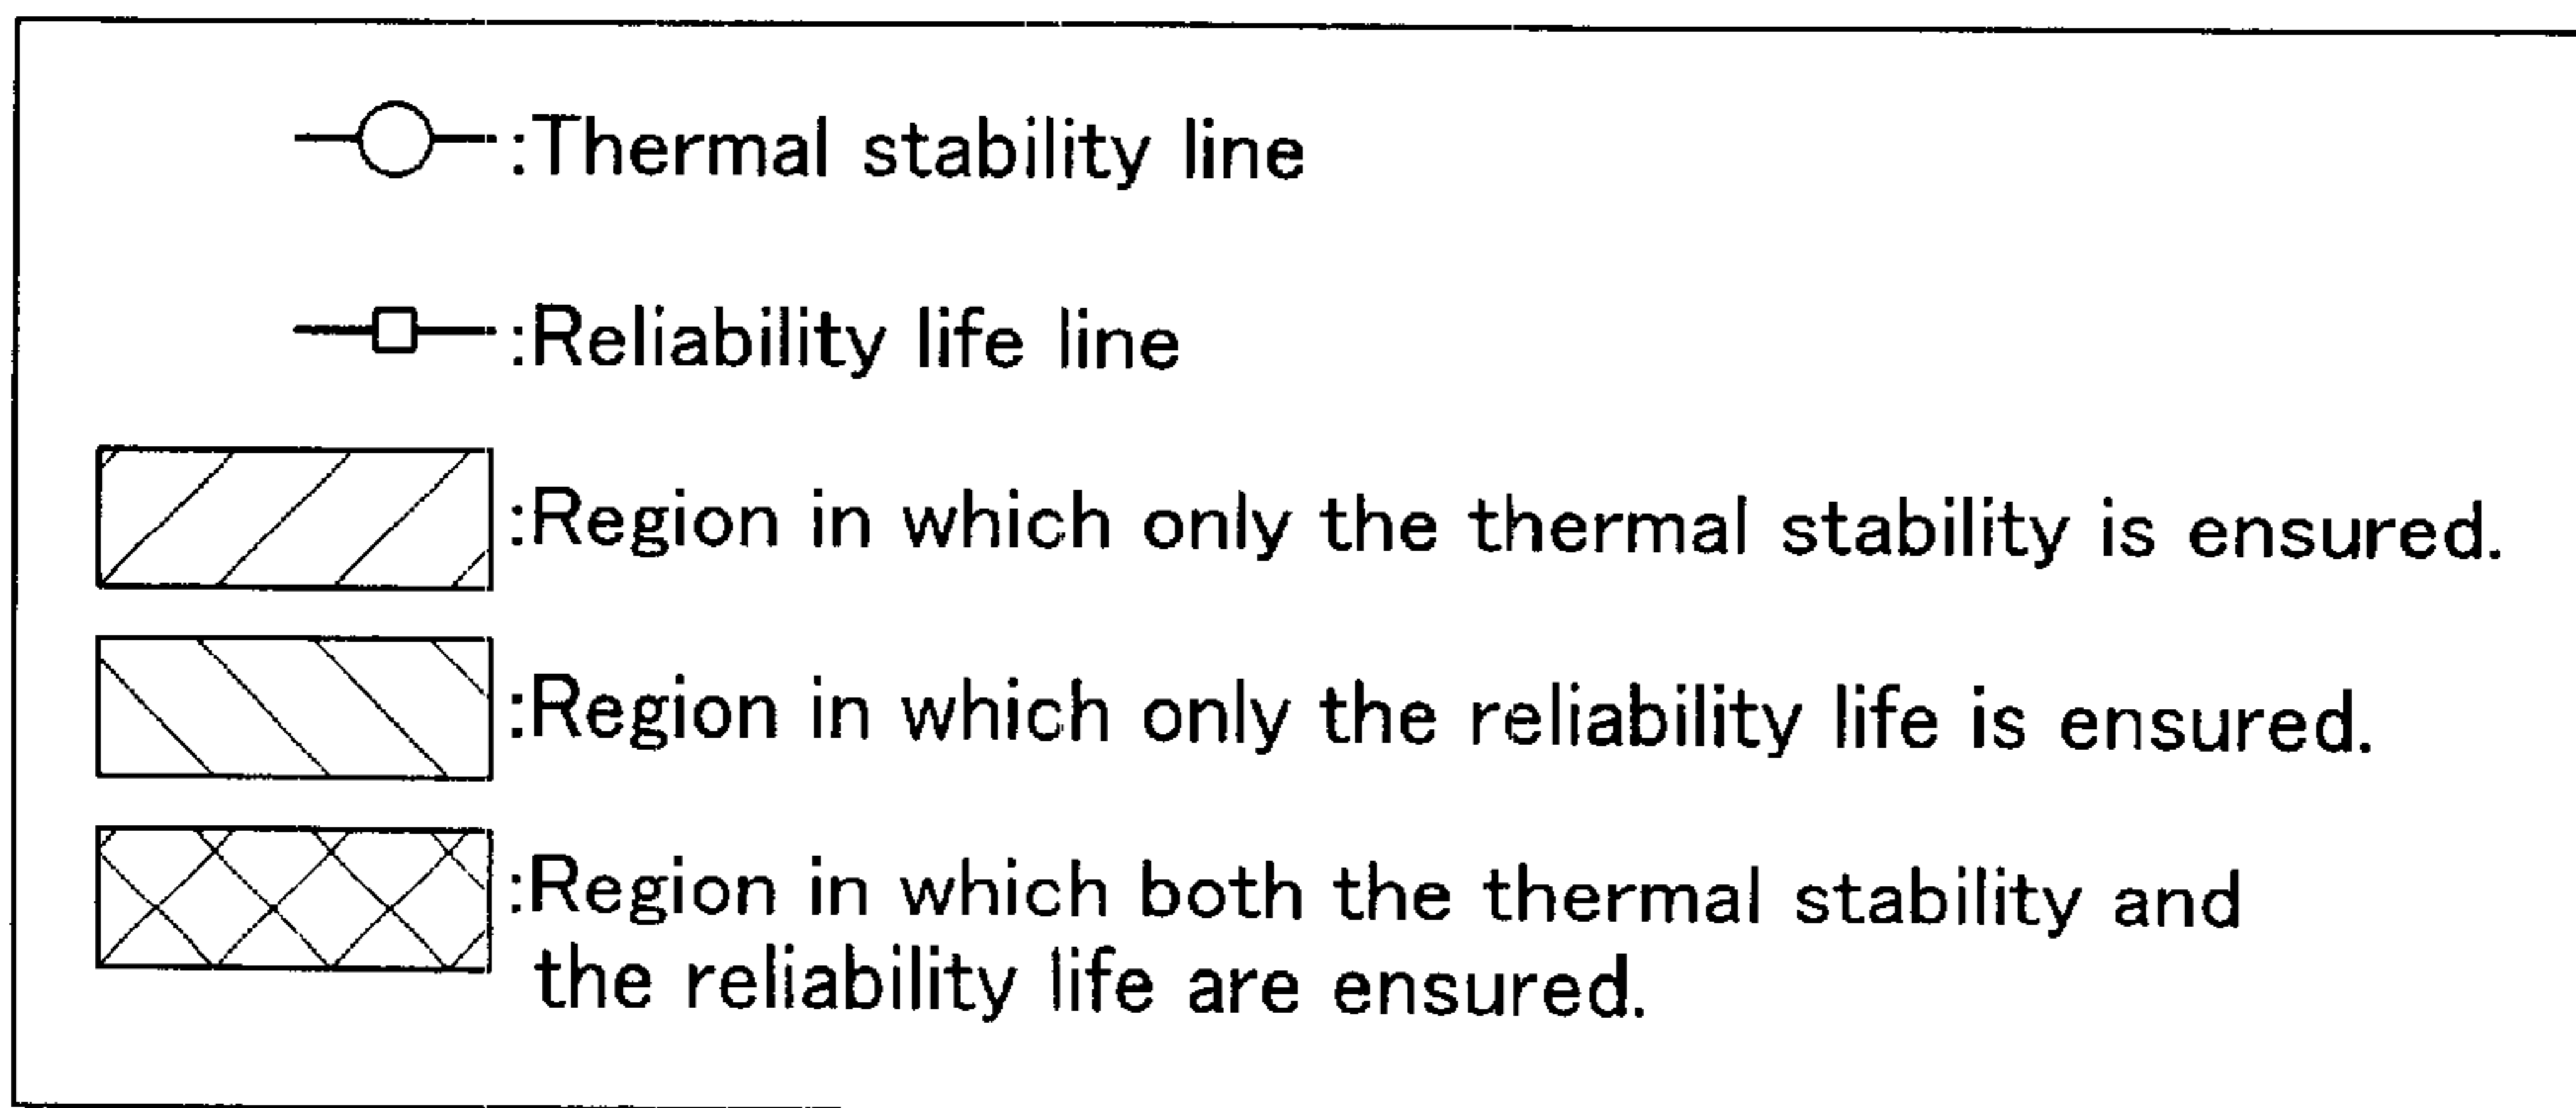 :Thermal stability line
:Reliability life line
:Region in which only the thermal stability is ensured.
:Region in which only the reliability life is ensured.
:Region in which both the thermal stability and
the reliability life are ensured.